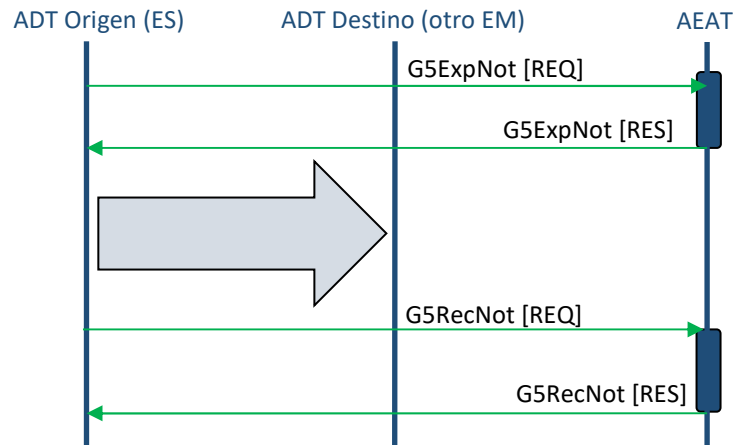 ADT Origen (ES)
ADT Destino (otro EM)
AEAT
G5ExpNot [REQ]
G5ExpNot [RES]
G5RecNot [REQ]
G5RecNot [RES]